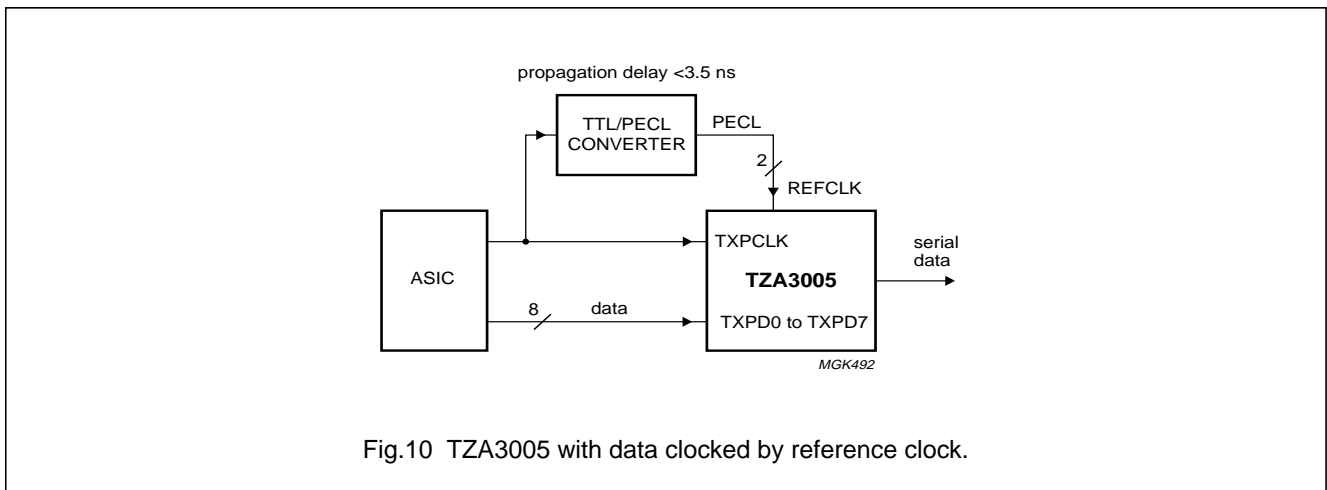 propagation delay <3.5 ns
TTL/PECL
CONVERTER
PECL
2
REFCLK
ASIC
TXPCLK
TZA3005
TXPD0 to TXPD7
8
data
serial
data
MGK492
Fig.10 TZA3005 with data clocked by reference clock.